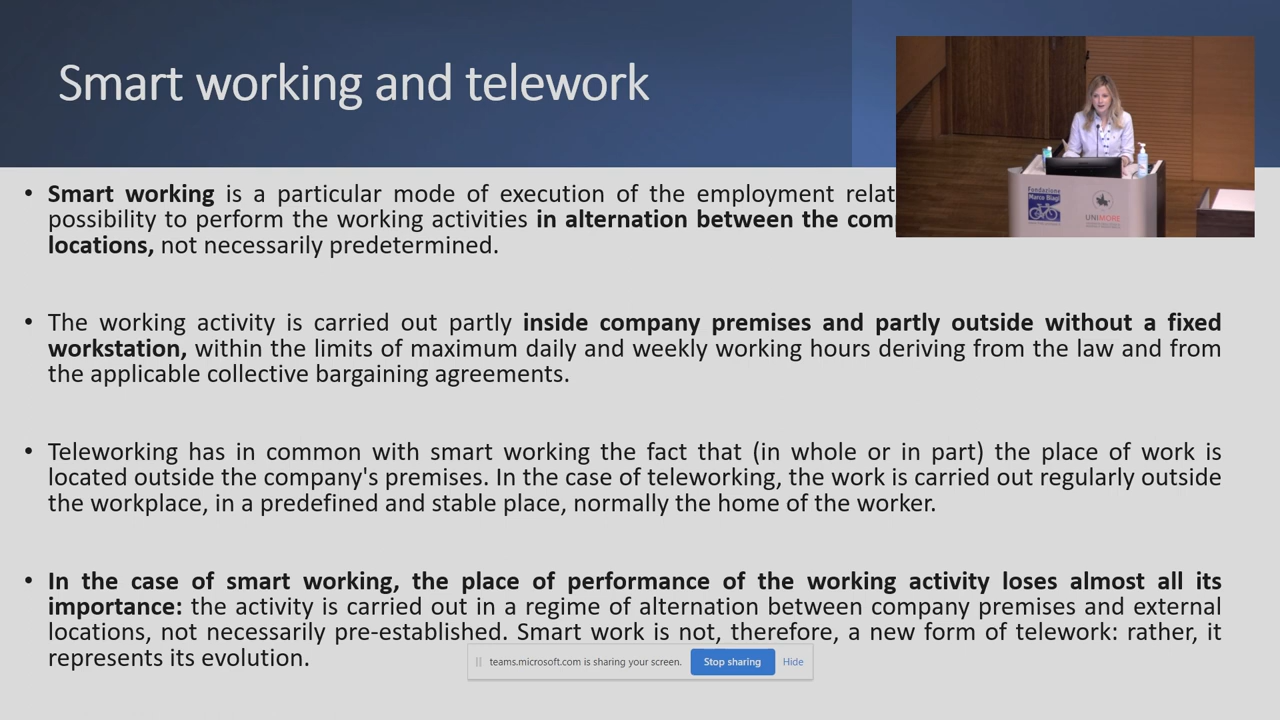 Smart working and telework
• Smart working is a particular mode of execution of the employment
possibility to perform the working activities in alternation between the
locations, not necessarily predetermined.
• The working activity is carried out partly inside company premises and partly outside without a fixed
workstation, within the limits of maximum daily and weekly working hours deriving from the law and from
the applicable collective bargaining agreements.
• Teleworking has in common with smart working the fact that (in whole or in part) the place of work is
located outside the company's premises. In the case of teleworking, the work is carried out regularly outside
the workplace, in a predefined and stable place, normally the home of the worker.
• In the case of smart working, the place of performance of the working activity loses almost all its
importance: the activity is carried out in a regime of alternation between company premises and external
locations, not necessarily pre-established. Smart work is not, therefore, a new form of telework: rather, it
represents its evolution.
teams.microsoft.com is sharing your screen. Stop sharing Hide
Fondazione
Marco Biagi
UNIMORE